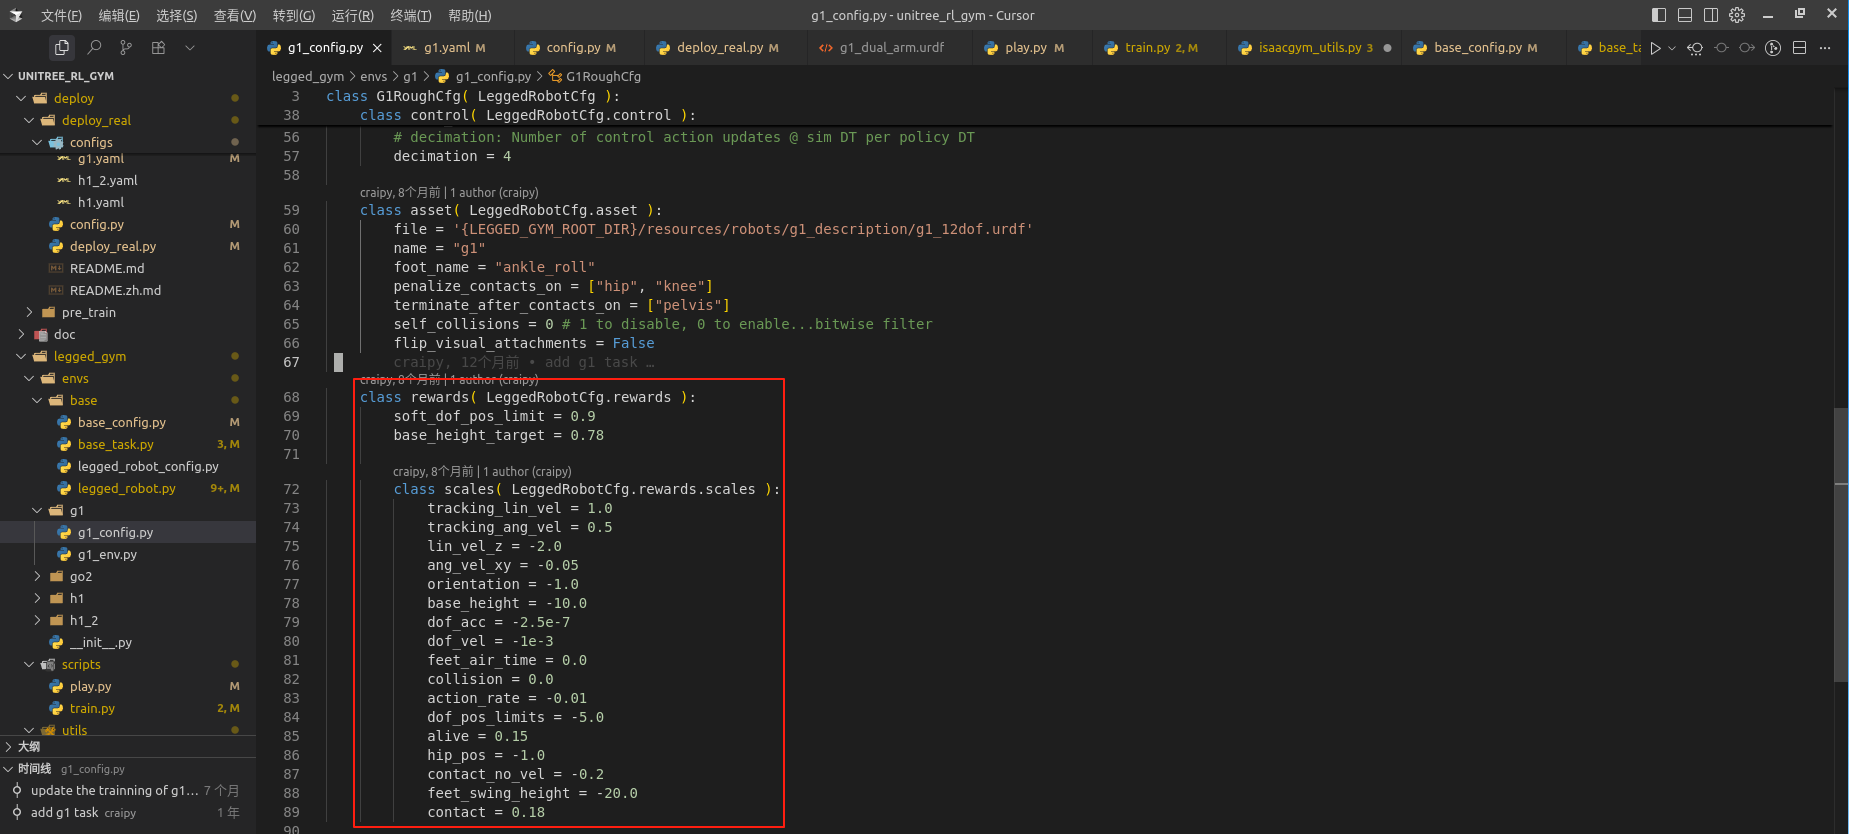 文件(F) 编辑(E) 选择(S) 查看(V) 转到(G) 运行(R) 终端(T) 帮助(H) g1_config.py - unitree_rl_gym - Cursor
g1_config.py g1.yaml M config.py M deploy_real.py M g1_dual_arm.urdf play.py M train.py 2, M isaacgym_utils.py 3 base_config.py M base_ta
UNITREE_RL_GYM
deploy
deploy_real
configs
g1.yaml M
h1_2.yaml
h1.yaml
config.py M
deploy_real.py M
README.md
README.zh.md
pre_train
doc
legged_gym
envs
base
base_config.py M
base_task.py 3, M
legged_robot_config.py
legged_robot.py 9+, M
g1
g1_config.py
g1_env.py
go2
h1
h1_2
__init__.py
scripts
play.py M
train.py 2, M
utils
大纲
时间线 g1_config.py
update the trainning of g1... 7 个月
add g1 task craipy 1 年
legged_gym > envs > g1 > g1_config.py > G1RoughCfg
3 class G1RoughCfg( LeggedRobotCfg ):
38 class control( LeggedRobotCfg.control ):
56 # decimation: Number of control action updates @ sim DT per policy DT
57 decimation = 4
58
craipy, 8个月前 | 1 author (craipy)
59 class asset( LeggedRobotCfg.asset ):
60 file = '{LEGGED_GYM_ROOT_DIR}/resources/robots/g1_description/g1_12dof.urdf'
61 name = "g1"
62 foot_name = "ankle_roll"
63 penalize_contacts_on = ["hip", "knee"]
64 terminate_after_contacts_on = ["pelvis"]
65 self_collisions = 0 # 1 to disable, 0 to enable...bitwise filter
66 flip_visual_attachments = False
67 craipy, 12个月前 • add g1 task …
craipy, 8个月前 | 1 author (craipy)
68 class rewards( LeggedRobotCfg.rewards ):
69 soft_dof_pos_limit = 0.9
70 base_height_target = 0.78
71
craipy, 8个月前 | 1 author (craipy)
72 class scales( LeggedRobotCfg.rewards.scales ):
73 tracking_lin_vel = 1.0
74 tracking_ang_vel = 0.5
75 lin_vel_z = -2.0
76 ang_vel_xy = -0.05
77 orientation = -1.0
78 base_height = -10.0
79 dof_acc = -2.5e-7
80 dof_vel = -1e-3
81 feet_air_time = 0.0
82 collision = 0.0
83 action_rate = -0.01
84 dof_pos_limits = -5.0
85 alive = 0.15
86 hip_pos = -1.0
87 contact_no_vel = -0.2
88 feet_swing_height = -20.0
89 contact = 0.18
90